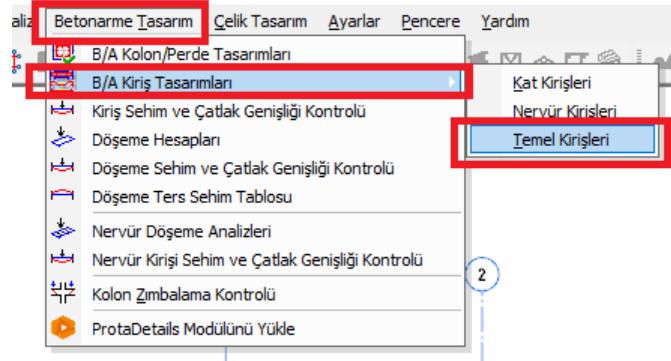 aliz Betonarme Tasarım Çelik Tasarım Ayarlar Pencere Yardım
B/A Kolon/Perde Tasarımları
B/A Kiriş Tasarımları
Kat Kirişleri
Kiriş Sehim ve Çatlak Genişliği Kontrolü
Nervür Kirişleri
Döşeme Hesapları
Temel Kirişleri
Döşeme Sehim ve Çatlak Genişliği Kontrolü
Döşeme Ters Sehim Tablosu
Nervür Döşeme Analizleri
Nervür Kirişi Sehim ve Çatlak Genişliği Kontrolü
2
Kolon Zımbalama Kontrolü
ProtaDetails Modülünü Yükle